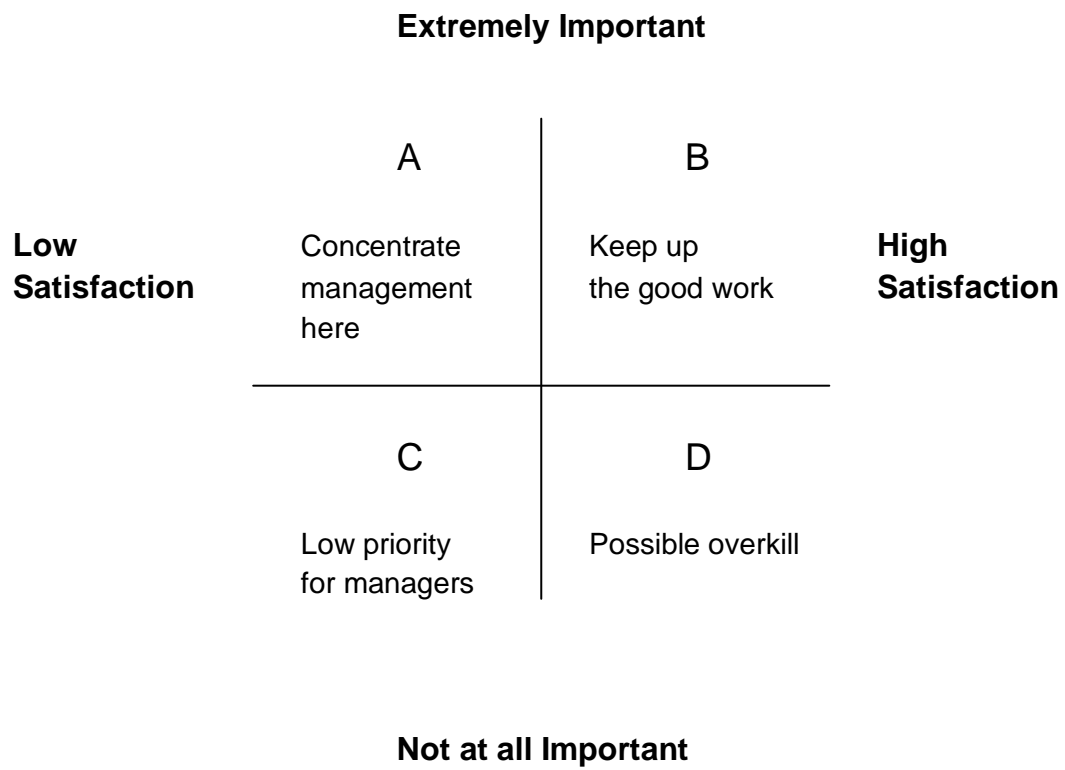 Extremely Important
A
B
Low
Satisfaction
Concentrate
management
here
Keep up
the good work
High
Satisfaction
C
D
Low priority
for managers
Possible overkill
Not at all Important